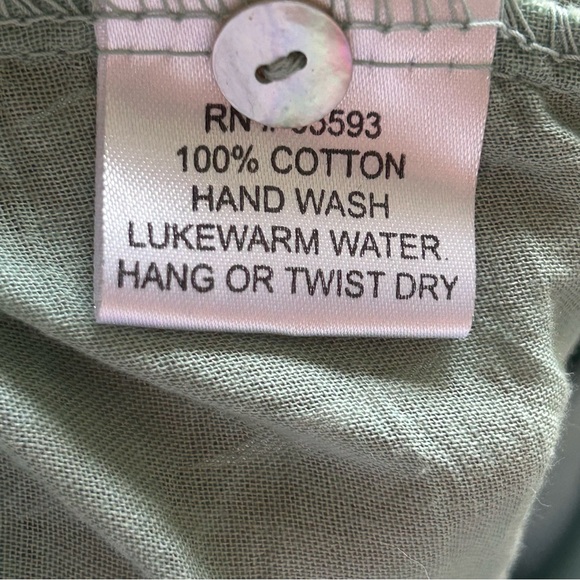 RN #
100% COTTON
HAND WASH
LUKEWARM WATER.
HANG OR TWIST DRY